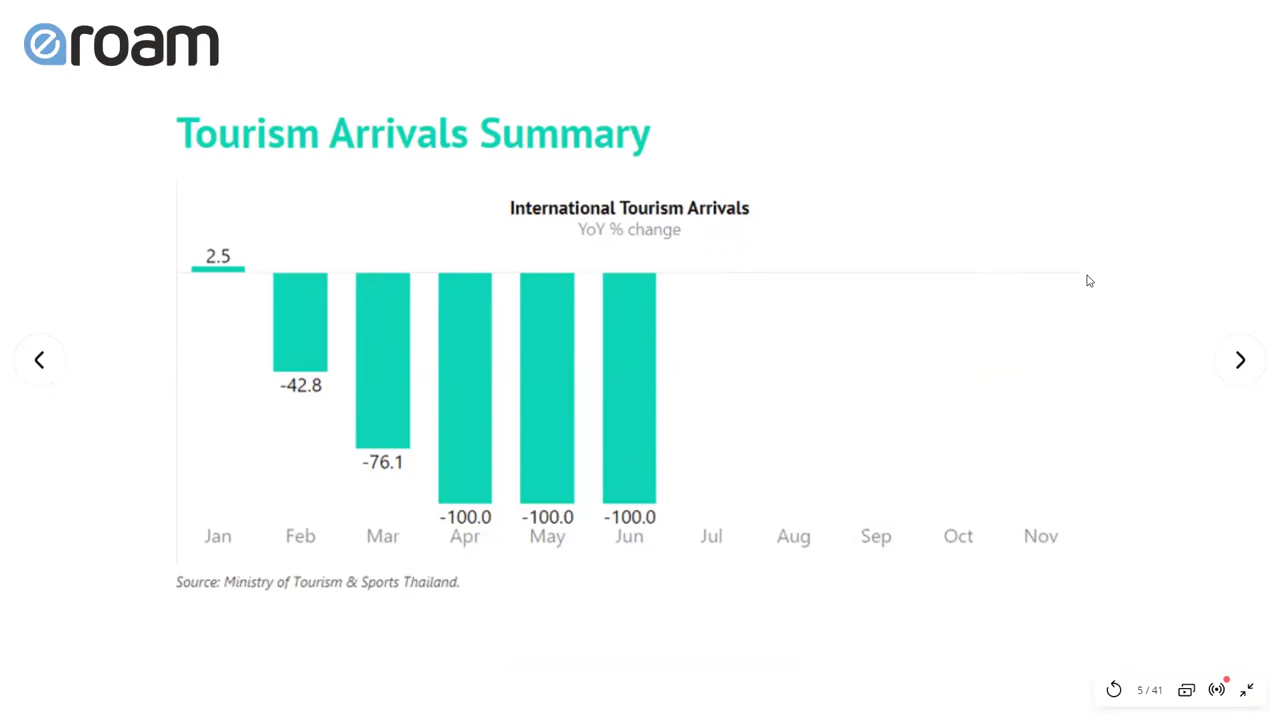 eroam
Tourism Arrivals Summary
International Tourism Arrivals
YoY % change
2.5
-42.8
-76.1
-100.0 -100.0 -100.0
Jan Feb Mar Apr May Jun Jul Aug Sep Oct Nov
Source: Ministry of Tourism & Sports Thailand.
5 / 41